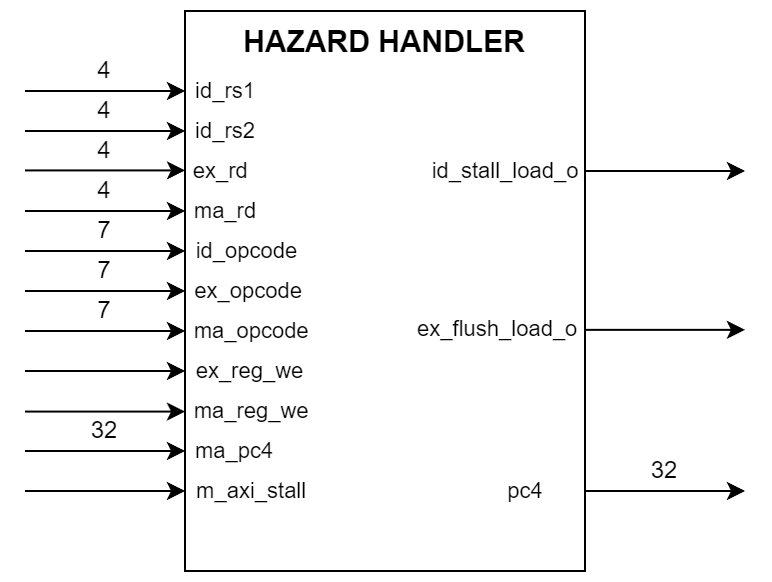 HAZARD HANDLER
4
id_rs1
4
id_rs2
4
ex_rd
id_stall_load_o
4
ma_rd
7
id_opcode
7
ex_opcode
7
ma_opcode
ex_flush_load_o
ex_reg_we
ma_reg_we
32
ma_pc4
m_axi_stall
pc4
32